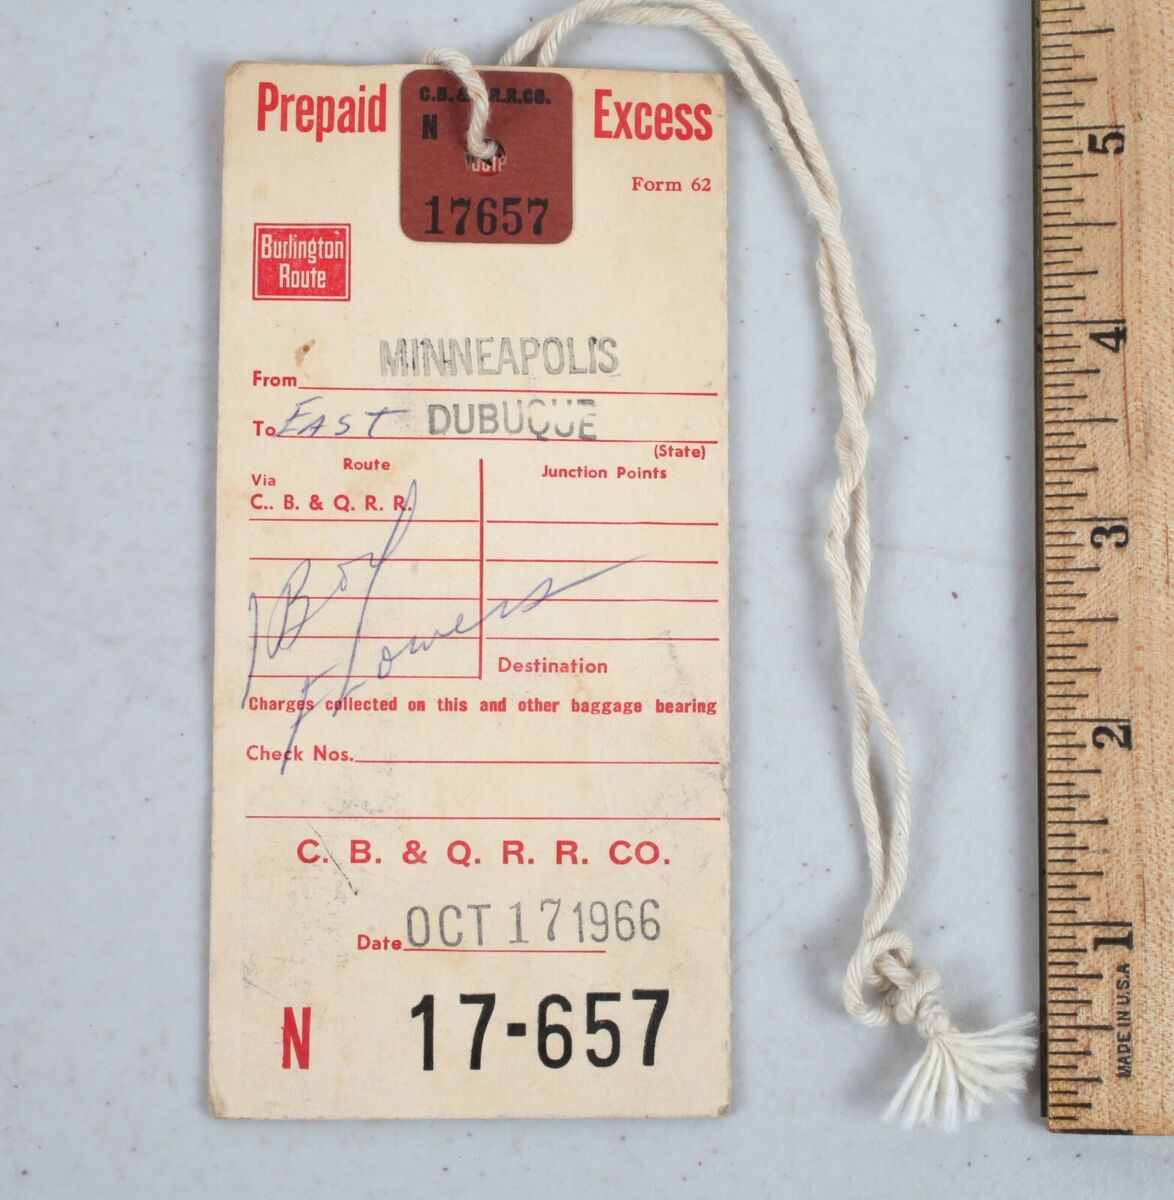 Prepaid
Excess
C.B. & R.R.CO.
N
17657
Form 62
Burlington
Route
MINNEAPOLIS
From
To EAST DUBUQUE
(State)
Route
Junction Points
Via
C.. B. & Q. R. R.
Flowers
Destination
Charges collected on this and other baggage bearing
Check Nos.
C. B. & Q. R. R. CO.
Date OCT 17 1966
N 17-657
5
4
3
2
1
MADE IN U.S.A